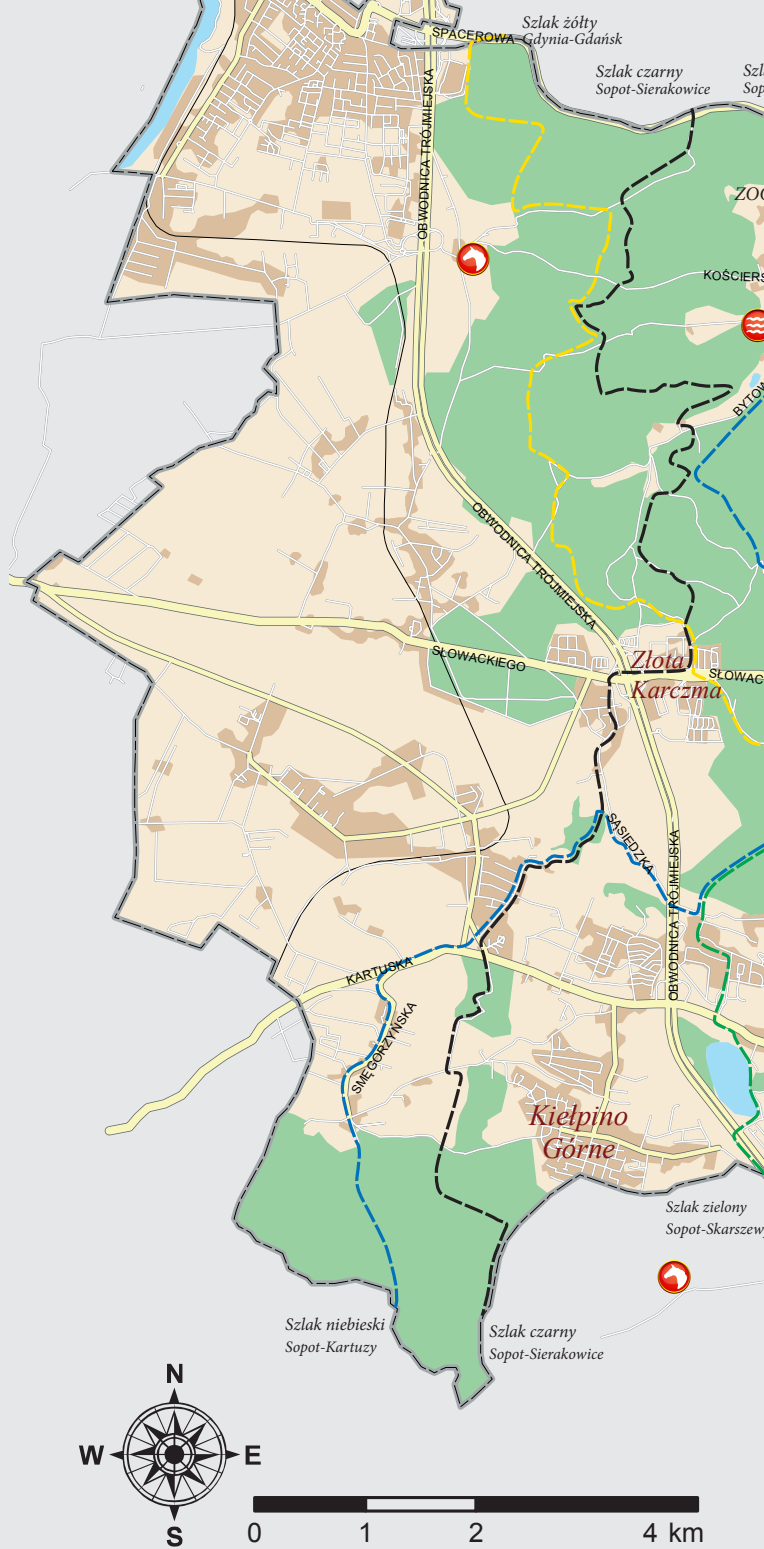 Szlak żółty
Gdynia-Gdańsk
SPACEROWA
Szlak czarny
Sopot-Sierakowice
OBWODNICA TRÓJMIEJSKA
OBWODNICA TRÓJMIEJSKA
SŁOWACKIEGO
Złota
Karczma
SĄSIEDZKA
OBWODNICA TRÓJMIEJSKA
KARTUSKA
SMĘGORZYŃSKA
Kiełpino
Górne
Szlak zielony
Sopot-Skarszewy
Szlak niebieski
Sopot-Kartuzy
Szlak czarny
Sopot-Sierakowice
N
W E
S
0 1 2 4 km